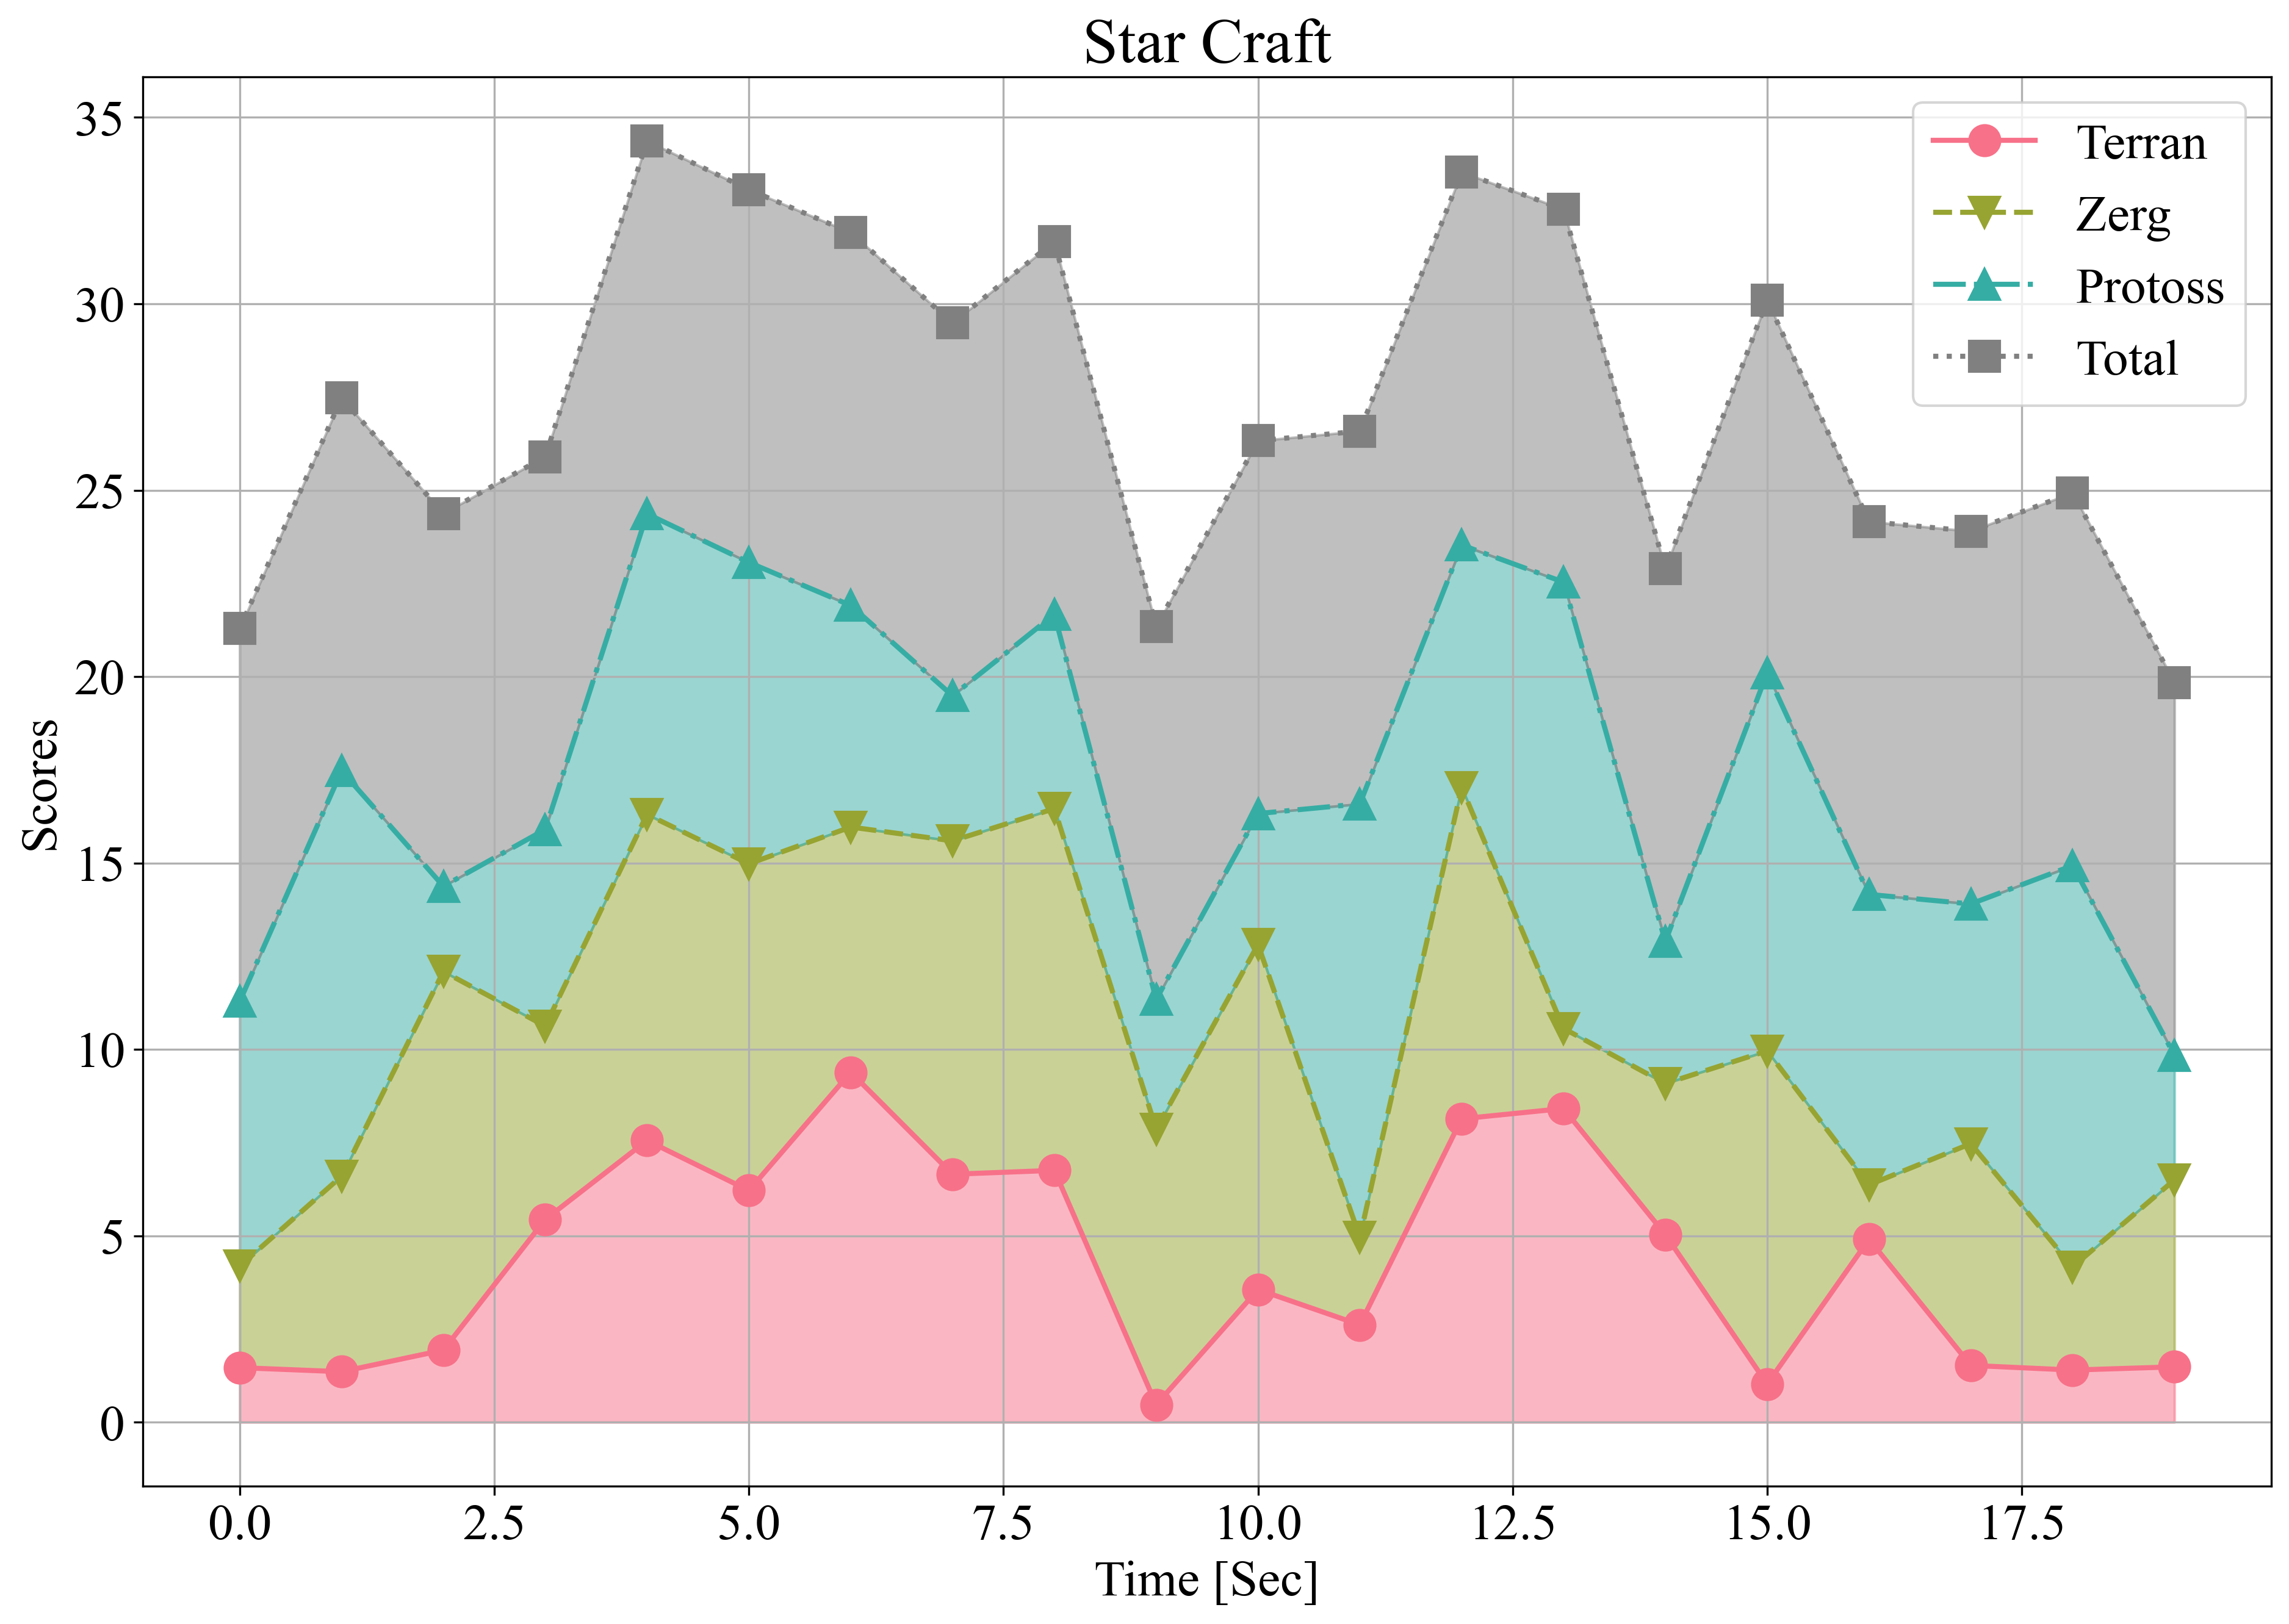 Star Craft
35
30
25
20
15
10
5
0
Scores
Terran
Zerg
Protoss
Total
0.0 2.5 5.0 7.5 10.0 12.5 15.0 17.5
Time [Sec]